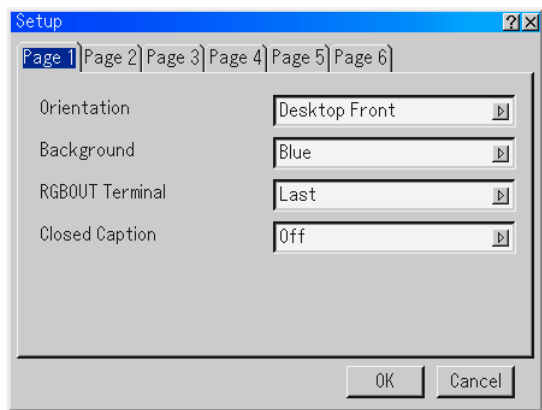 Setup
Page 1 Page 2 Page 3 Page 4 Page 5 Page 6
Orientation Desktop Front
Background Blue
RGBOUT Terminal Last
Closed Caption Off
OK Cancel